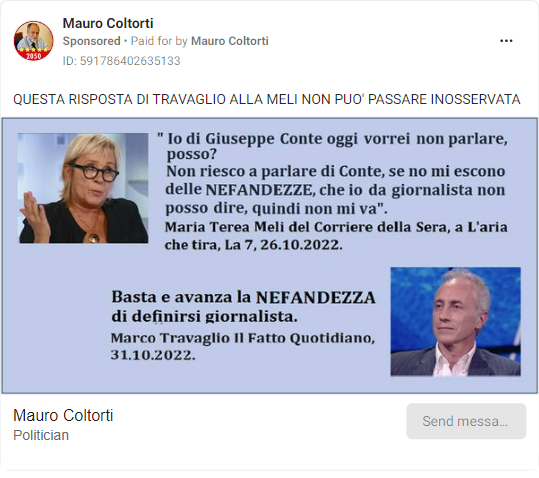 Mauro Coltorti
Sponsored • Paid for by Mauro Coltorti
ID: 591786402635133
2050
QUESTA RISPOSTA DI TRAVAGLIO ALLA MELI NON PUO' PASSARE INOSSERVATA
" Io di Giuseppe Conte oggi vorrei non parlare,
posso?
Non riesco a parlare di Conte, se no mi escono
delle NEFANDEZZE, che io da giornalista non
posso dire, quindi non mi va".
Maria Terea Meli del Corriere della Sera, a L'aria
che tira, La 7, 26.10.2022.
Basta e avanza la NEFANDEZZA
di definirsi giornalista.
Marco Travaglio Il Fatto Quotidiano,
31.10.2022.
Mauro Coltorti
Politician
Send messa...